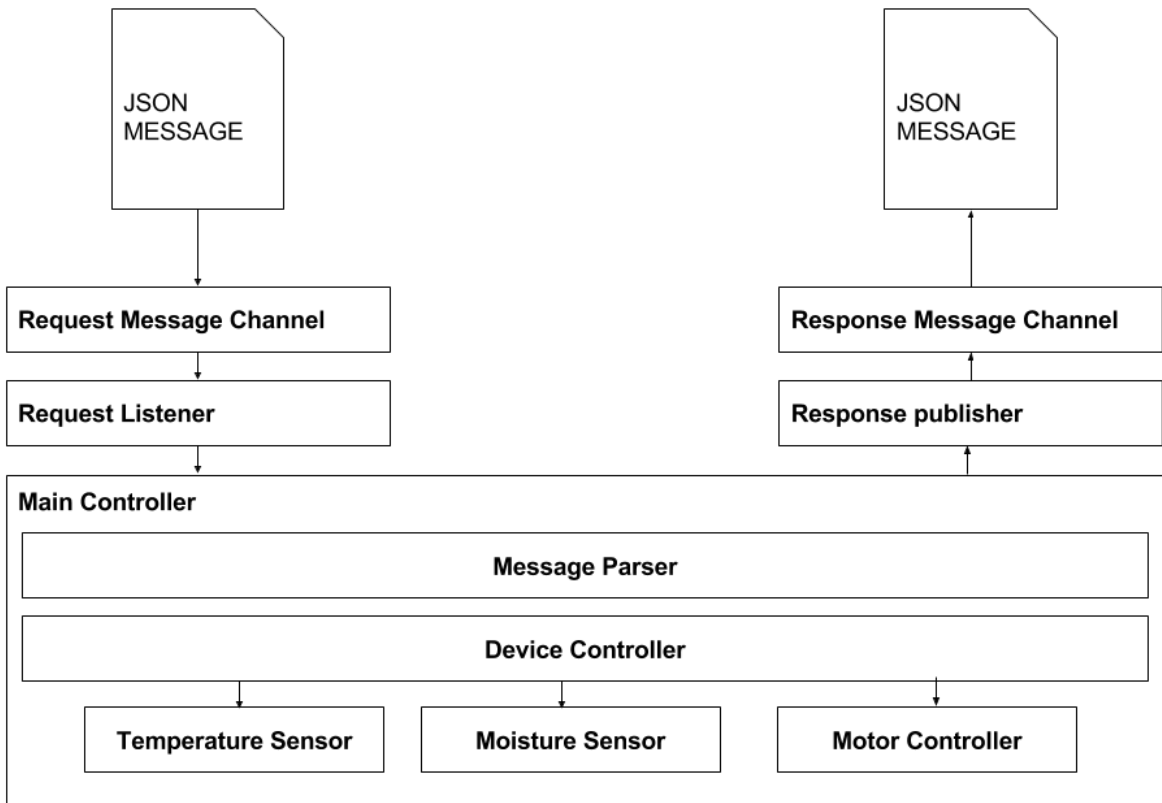 JSON
MESSAGE
JSON
MESSAGE
Request Message Channel
Response Message Channel
Request Listener
Response publisher
Main Controller
Message Parser
Device Controller
Temperature Sensor
Moisture Sensor
Motor Controller